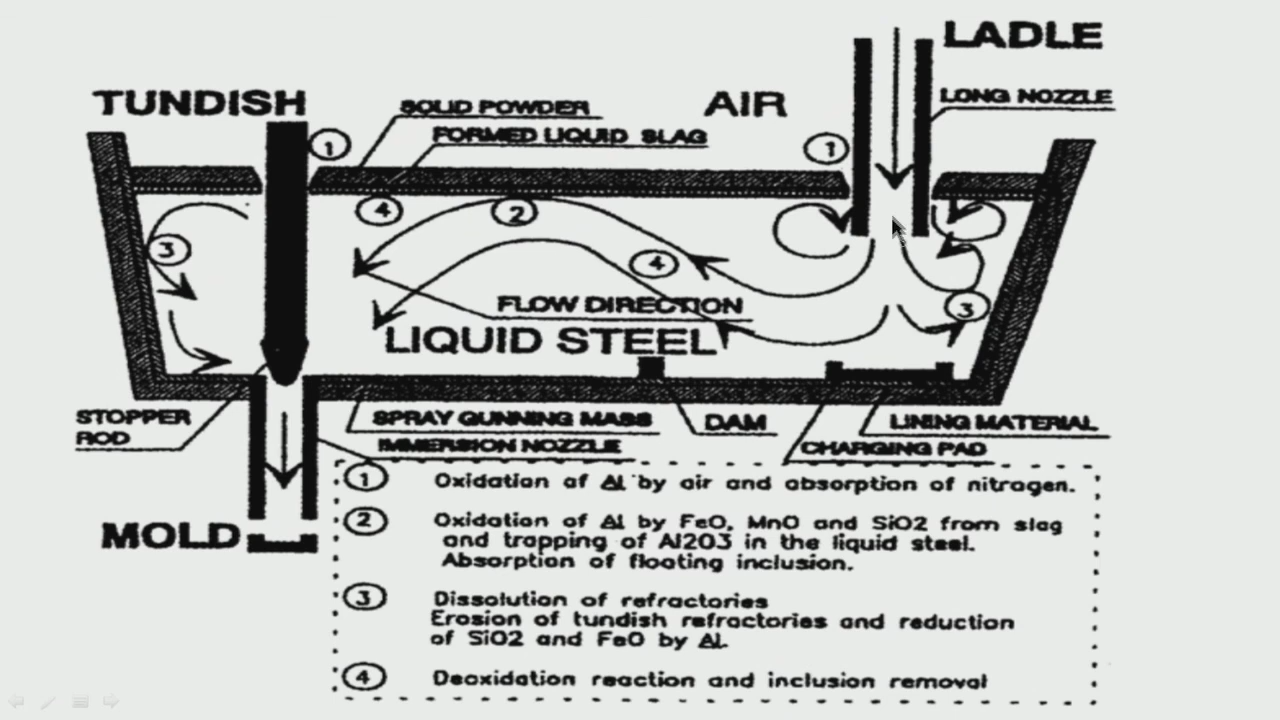 LADLE
TUNDISH
SOLID POWDER
AIR
LONG NOZZLE
FORMED LIQUID SLAG
1
1
4
2
3
4
3
FLOW DIRECTION
LIQUID STEEL
STOPPER
ROD
SPRAY GUNNING MASS
DAM
LINING MATERIAL
IMMERSION NOZZLE
CHARGING PAD
MOLD
1 Oxidation of Al by air and absorption of nitrogen.
2 Oxidation of Al by FeO, MnO and SiO2 from slag
and trapping of Al2O3 in the liquid steel.
Absorption of floating inclusion.
3 Dissolution of refractories
Erosion of tundish refractories and reduction
of SiO2 and FeO by Al.
4 Deoxidation reaction and inclusion removal